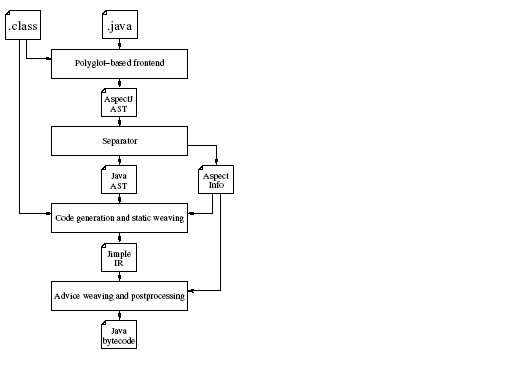 .class
.java
Polyglot-based frontend
AspectJ
AST
Separator
Java
AST
Aspect
Info
Code generation and static weaving
Jimple
IR
Advice weaving and postprocessing
Java
bytecode